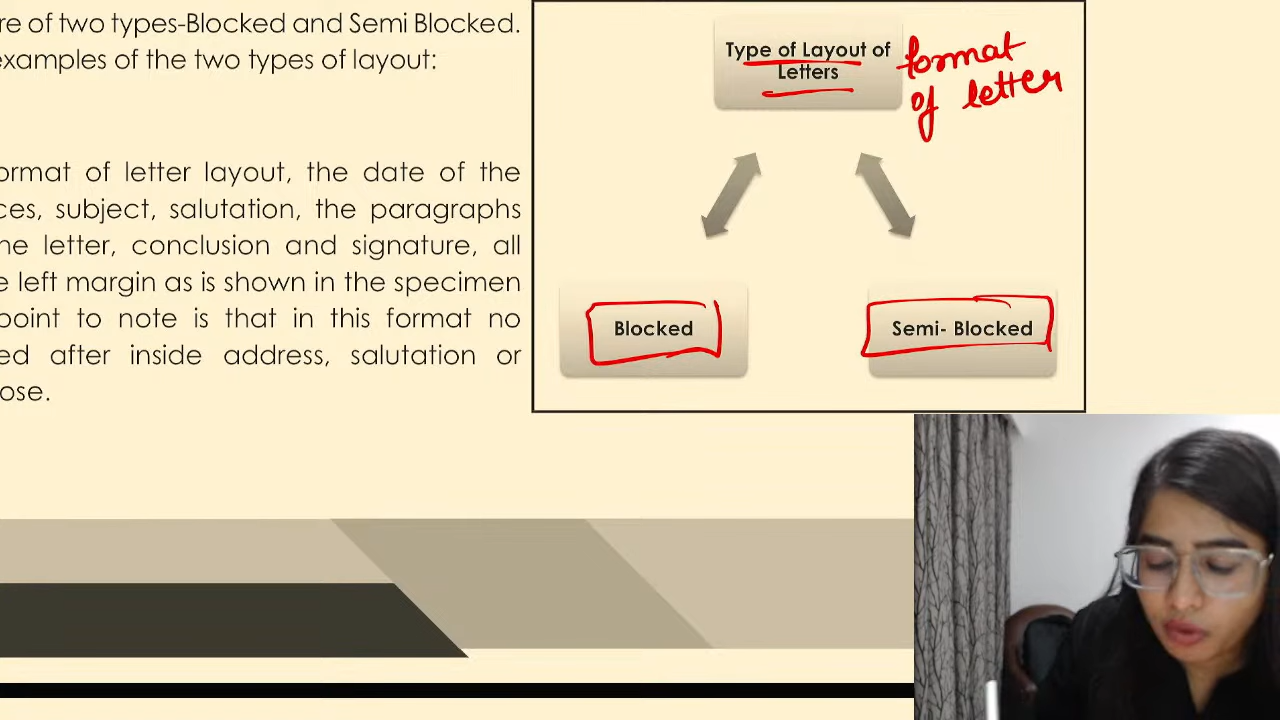 re of two types-Blocked and Semi Blocked.
examples of the two types of layout:
ormat of letter layout, the date of the
ces, subject, salutation, the paragraphs
he letter, conclusion and signature, all
e left margin as is shown in the specimen
point to note is that in this format no
ed after inside address, salutation or
ose.
Type of Layout of
Letters
format
of letter
Blocked
Semi- Blocked